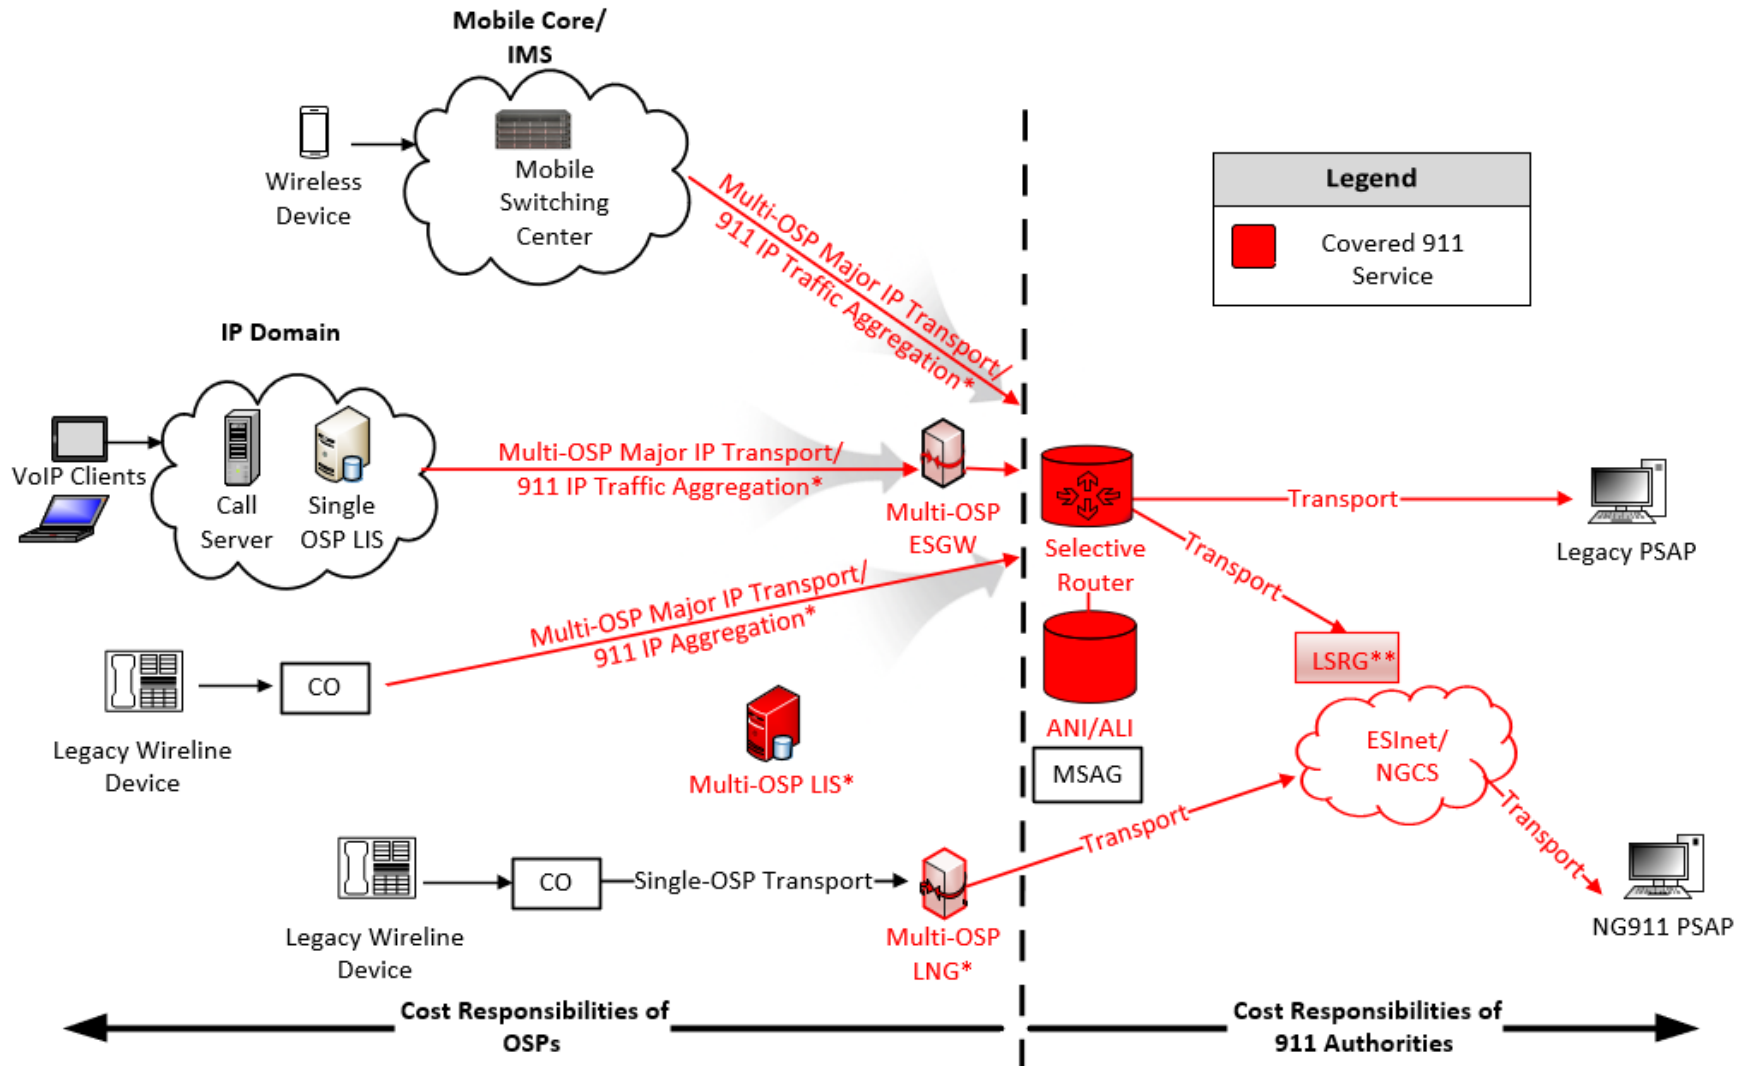 Mobile Core/
IMS
Wireless
Device
Mobile
Switching
Center
Multi-OSP Major IP Transport/
911 IP Traffic Aggregation*
Legend
Covered 911
Service
IP Domain
VoIP Clients
Call
Server
Single
OSP LIS
Multi-OSP Major IP Transport/
911 IP Traffic Aggregation*
Multi-OSP
ESGW
Selective
Router
Transport
Legacy PSAP
Transport
LSRG**
Multi-OSP Major IP Transport/
911 IP Aggregation*
CO
Legacy Wireline
Device
Multi-OSP LIS*
ANI/ALI
MSAG
ESInet/
NGCS
Transport
Transport
NG911 PSAP
CO
Single-OSP Transport
Legacy Wireline
Device
Multi-OSP
LNG*
Cost Responsibilities of
OSPs
Cost Responsibilities of
911 Authorities